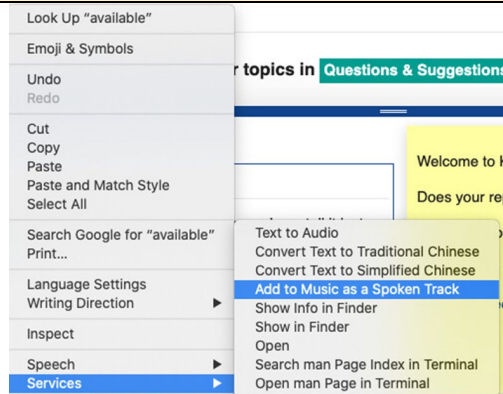 Look Up “available”
Emoji & Symbols
Undo
Redo
Cut
Copy
Paste
Paste and Match Style
Select All
Search Google for “available”
Print...
Language Settings
Writing Direction
Inspect
Speech
Services
topics in Questions & Suggestions
Welcome to
Does your
Text to Audio
Convert Text to Traditional Chinese
Convert Text to Simplified Chinese
Add to Music as a Spoken Track
Show Info in Finder
Show in Finder
Open
Search man Page Index in Terminal
Open man Page in Terminal